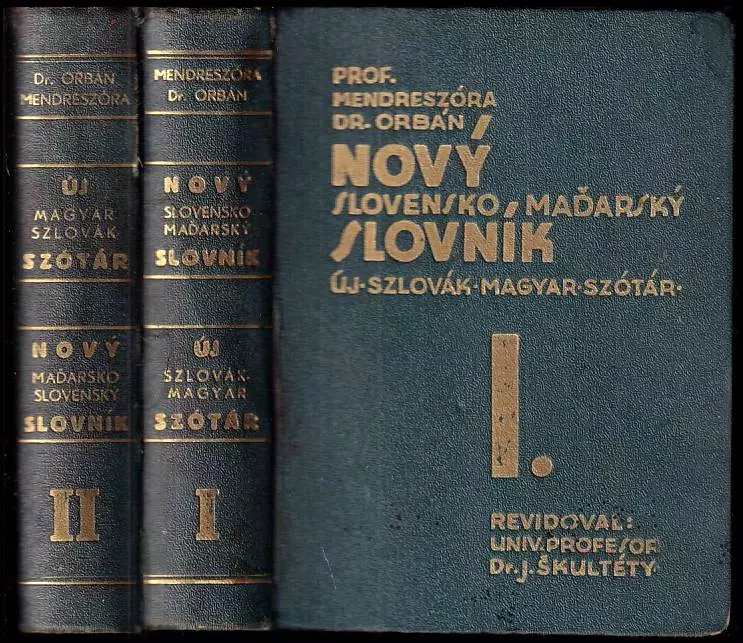 Dr. ORBÁN
MENDRESZÓRA
ÚJ
MAGYAR
SZLOVÁK
SZÓTÁR
NOVÝ
MAĎARSKO
SLOVENSKÝ
SLOVNÍK
II
MENDRESZÓRA
Dr. ORBÁN
NOVÝ
SLOVENSKO
MAĎARSKÝ
SLOVNÍK
ÚJ
SZLOVÁK-
MAGYAR
SZÓTÁR
I
PROF.
MENDRESZÓRA
DR. ORBÁN
NOVÝ
SLOVENSKO MAĎARSKÝ
SLOVNÍK
ÚJ·SZLOVÁK·MAGYAR·SZÓTÁR·
I.
REVIDOVAL:
UNIV. PROFESOR
Dr. J. ŠKULTÉTY